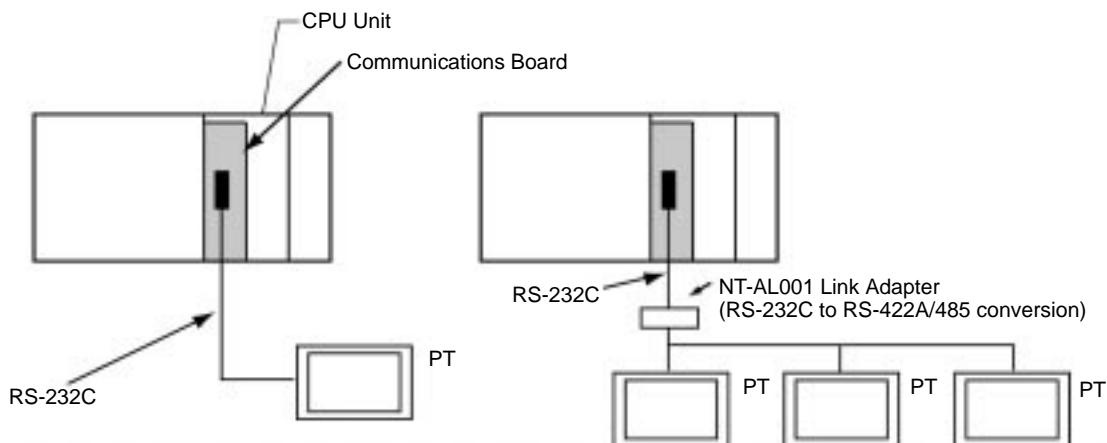 CPU Unit
Communications Board
RS-232C
PT
RS-232C
NT-AL001 Link Adapter
(RS-232C to RS-422A/485 conversion)
PT
PT
PT